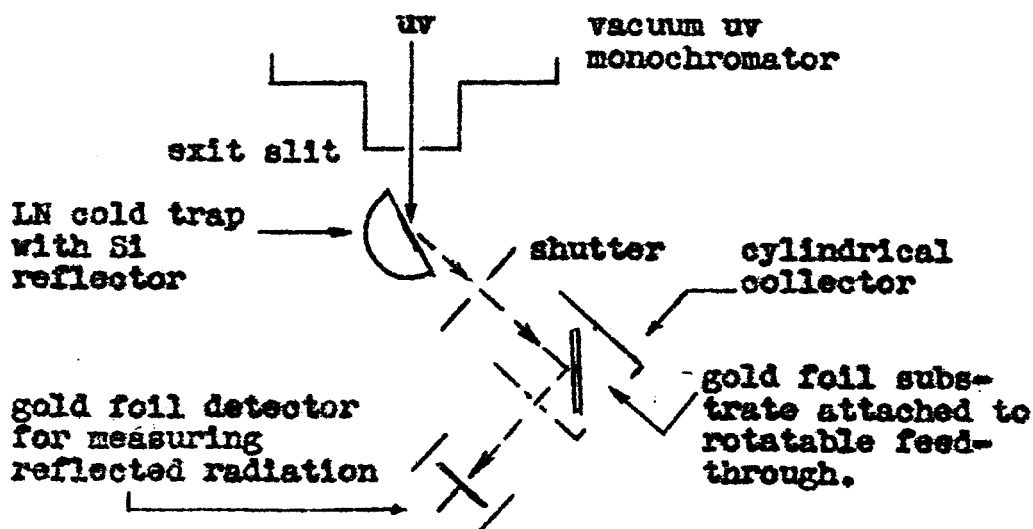 uv
vacuum uv
monochromator
exit slit
LN cold trap
with Si
reflector
shutter
cylindrical
collector
gold foil detector
for measuring
reflected radiation
gold foil subs-
trate attached to
rotatable feed-
through.